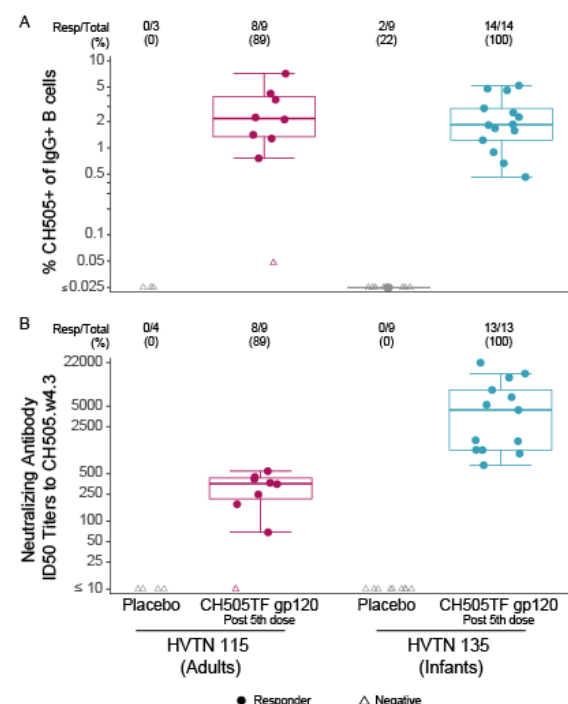 A
Resp/Total 0/3 8/9 2/9 14/14
(%) (0) (89) (22) (100)
% CH505+ of IgG+ B cells
10
5
1
0.5
0.1
0.05
≤0.025
B
Resp/Total 0/4 8/9 0/9 13/13
(%) (0) (89) (0) (100)
Neutralizing Antibody
ID50 Titers to CH505.w4.3
22000
5000
2500
500
250
100
50
25
≤ 10
Placebo CH505TF gp120 Placebo CH505TF gp120
Post 5th dose Post 5th dose
HVTN 115 HVTN 135
(Adults) (Infants)
● Responder △ Negative